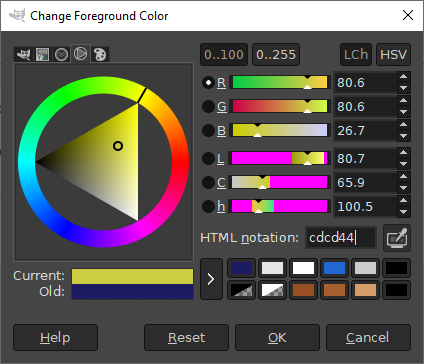 Change Foreground Color
0..100 0..255 LCh HSV
R 80.6
G 80.6
B 26.7
L 80.7
C 65.9
h 100.5
HTML notation: cdcd44
Current:
Old:
Help Reset OK Cancel